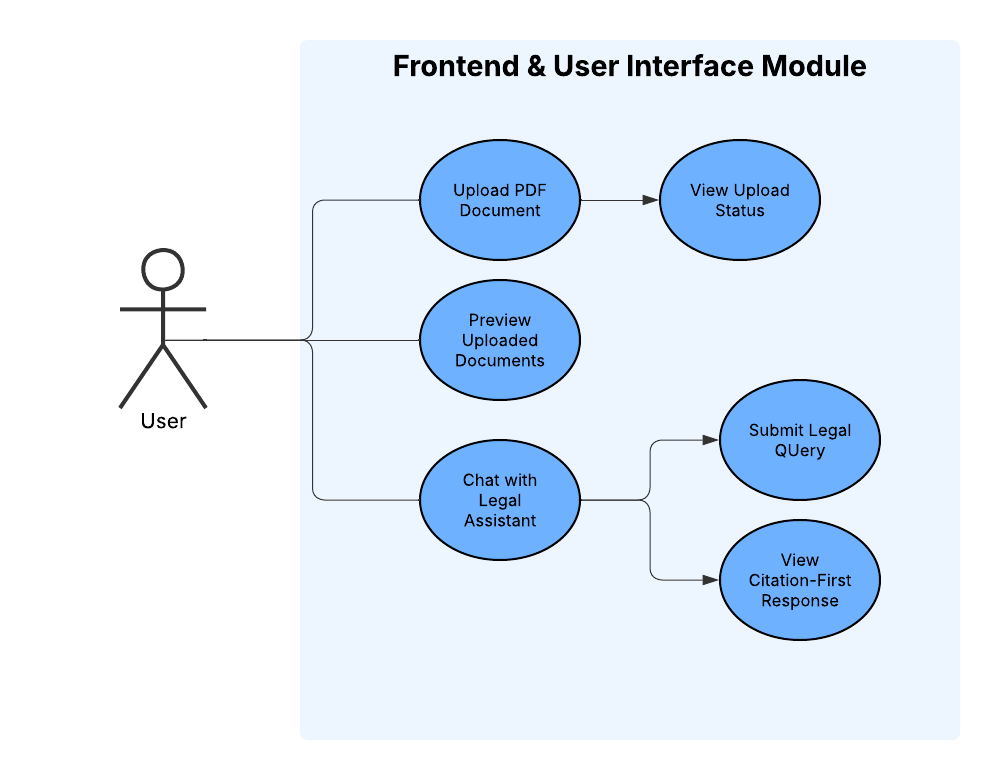 Frontend & User Interface Module
Upload PDF
Document
View Upload
Status
Preview
Uploaded
Documents
User
Submit Legal
QUery
Chat with
Legal
Assistant
View
Citation-First
Response